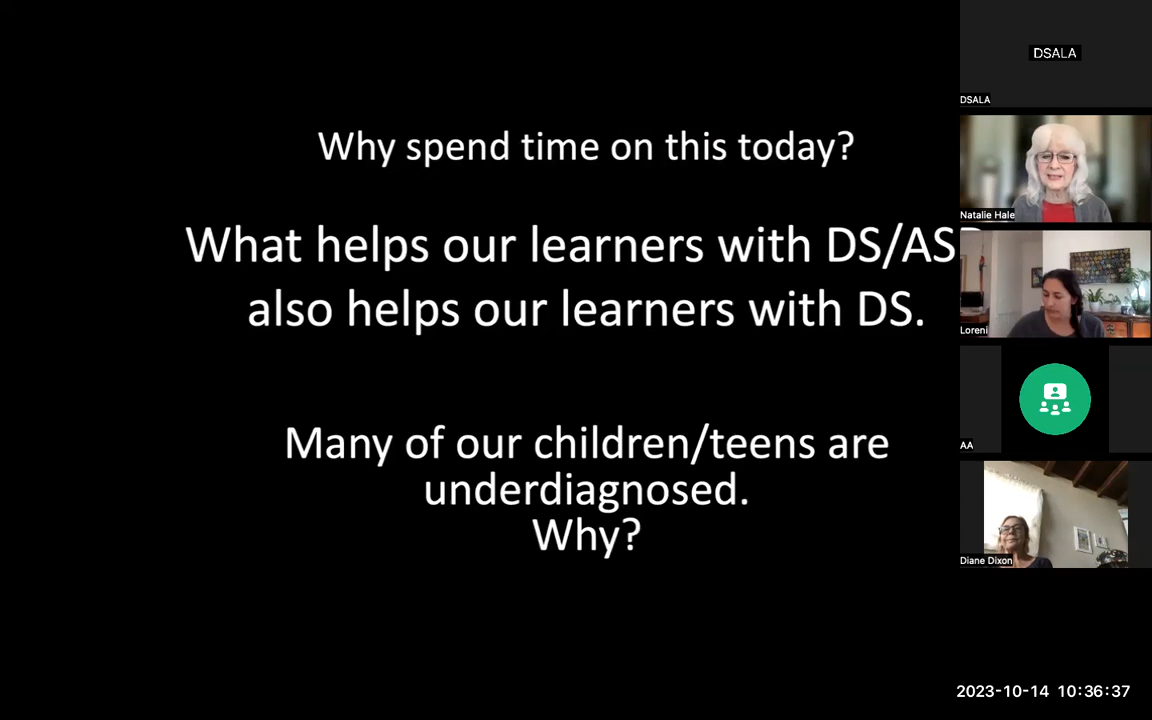 Why spend time on this today?
What helps our learners with DS/ASD
also helps our learners with DS.
Many of our children/teens are
underdiagnosed.
Why?
DSALA
DSALA
Natalie Hale
Loreni
AA
Diane Dixon
2023-10-14 10:36:37